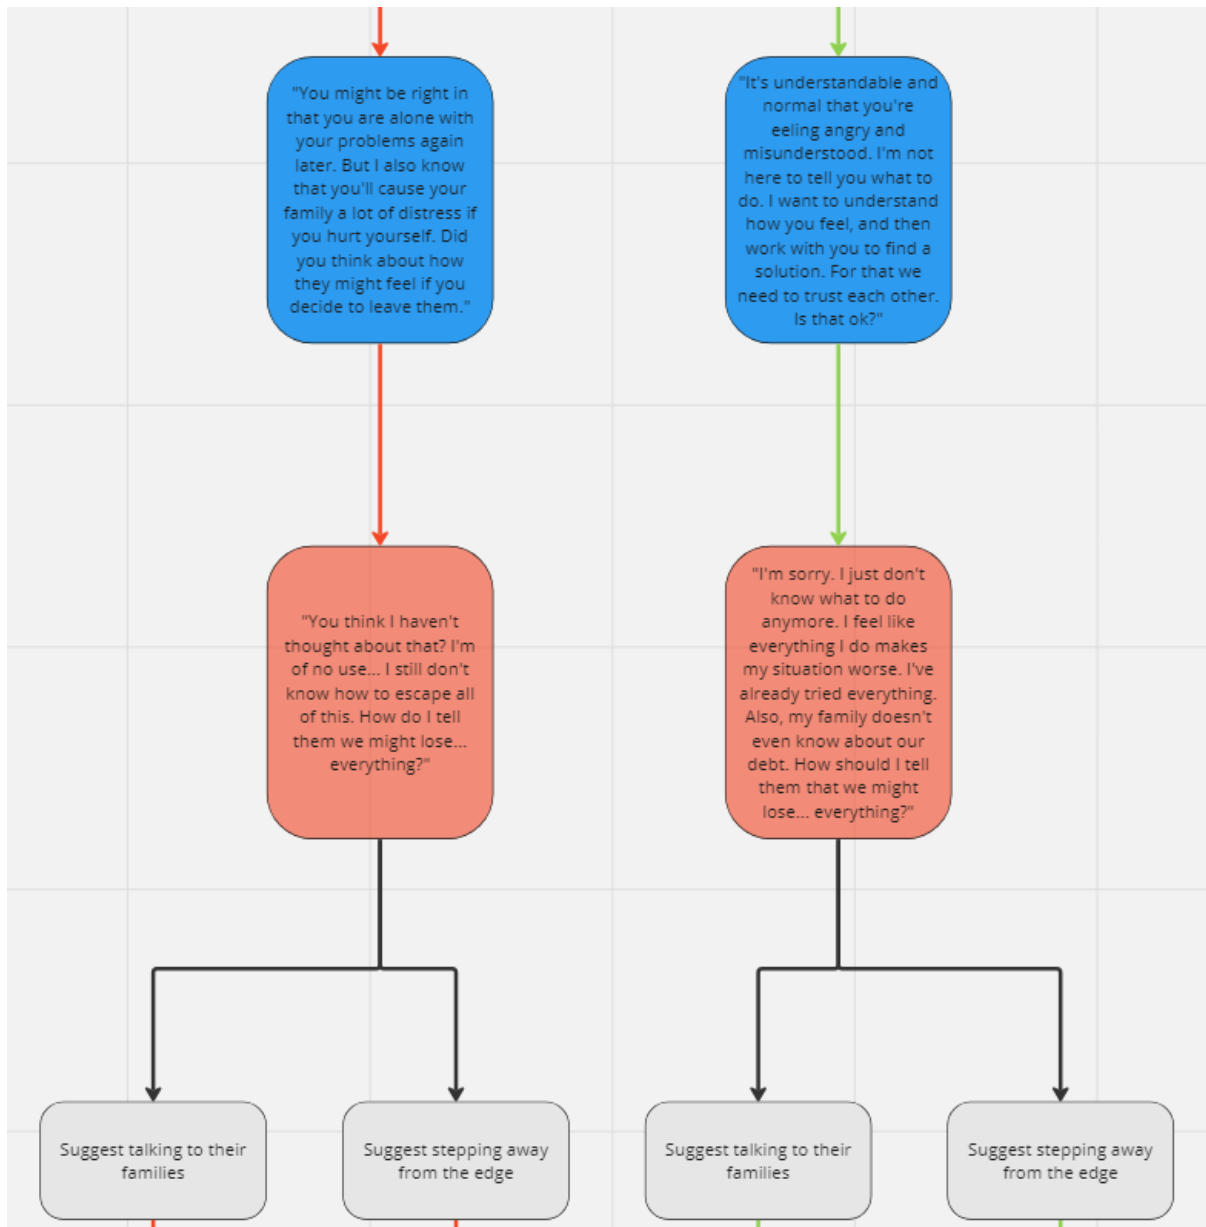 "You might be right in
that you are alone with
your problems again
later. But I also know
that you'll cause your
family a lot of distress if
you hurt yourself. Did
you think about how
they might feel if you
decide to leave them."
"It's understandable and
normal that you're
eeling angry and
misunderstood. I'm not
here to tell you what to
do. I want to understand
how you feel, and then
work with you to find a
solution. For that we
need to trust each other.
Is that ok?"
"You think I haven't
thought about that? I'm
of no use... I still don't
know how to escape all
of this. How do I tell
them we might lose...
everything?"
"I'm sorry. I just don't
know what to do
anymore. I feel like
everything I do makes
my situation worse. I've
already tried everything.
Also, my family doesn't
even know about our
debt. How should I tell
them that we might
lose... everything?"
Suggest talking to their
families
Suggest stepping away
from the edge
Suggest talking to their
families
Suggest stepping away
from the edge